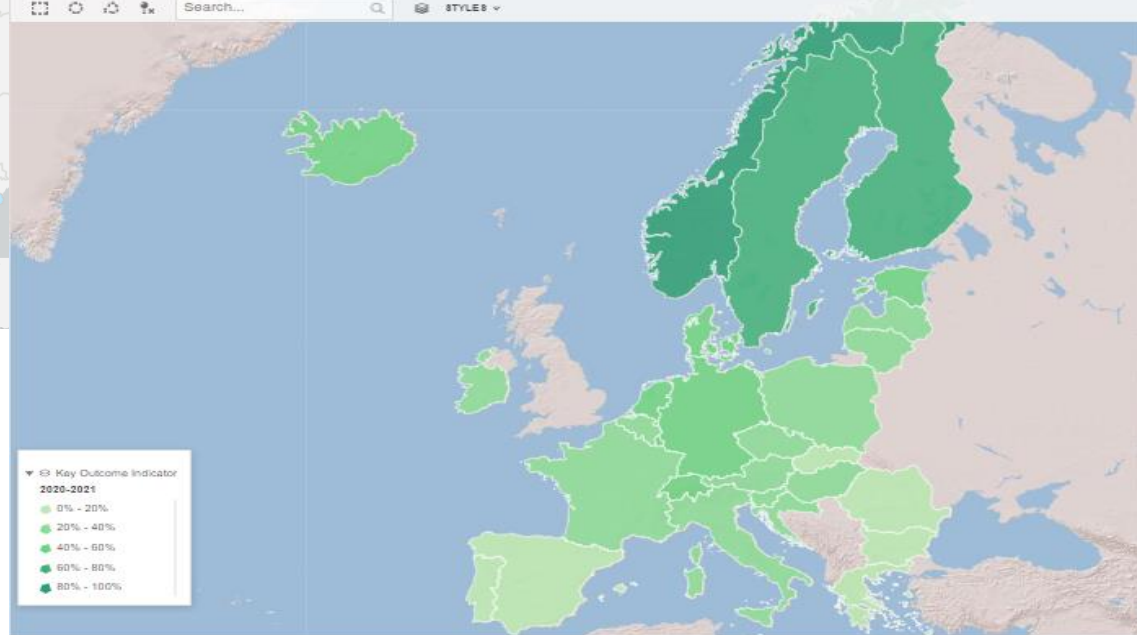 Search...
STYLES
Key Outcome Indicator
2020-2021
0% - 20%
20% - 40%
40% - 60%
60% - 80%
80% - 100%